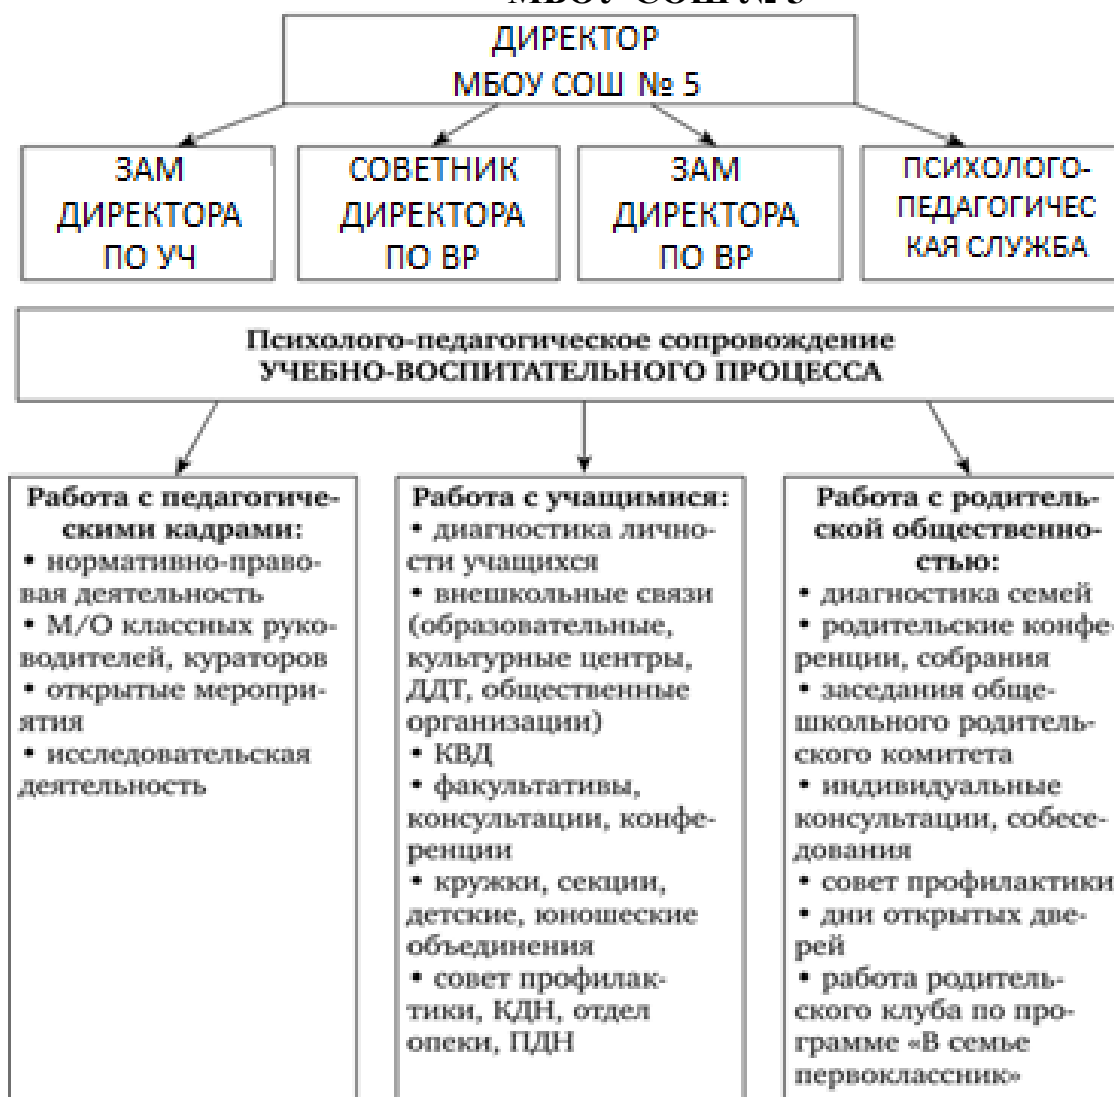 МБОУ СОШ № 5
ДИРЕКТОР
МБОУ СОШ № 5
ЗАМ
ДИРЕКТОРА
ПО УЧ
СОВЕТНИК
ДИРЕКТОРА
ПО ВР
ЗАМ
ДИРЕКТОРА
ПО ВР
ПСИХОЛОГО-
ПЕДАГОГИЧЕС
КАЯ СЛУЖБА
Психолого-педагогическое сопровождение
УЧЕБНО-ВОСПИТАТЕЛЬНОГО ПРОЦЕССА
Работа с педагогиче-
скими кадрами:
• нормативно-право-
вая деятельность
• М/О классных руко-
водителей, кураторов
• открытые меропри-
ятия
• исследовательская
деятельность
Работа с учащимися:
• диагностика лично-
сти учащихся
• внешкольные связи
(образовательные,
культурные центры,
ДДТ, общественные
организации)
• КВД
• факультативы,
консультации, конфе-
ренции
• кружки, секции,
детские, юношеские
объединения
• совет профилак-
тики, КДН, отдел
опеки, ПДН
Работа с родитель-
ской общественно-
стью:
• диагностика семей
• родительские конфе-
ренции, собрания
• заседания обще-
школьного родитель-
ского комитета
• индивидуальные
консультации, собесе-
дования
• совет профилактики
• дни открытых две-
рей
• работа родитель-
ского клуба по про-
грамме «В семье
первоклассник»